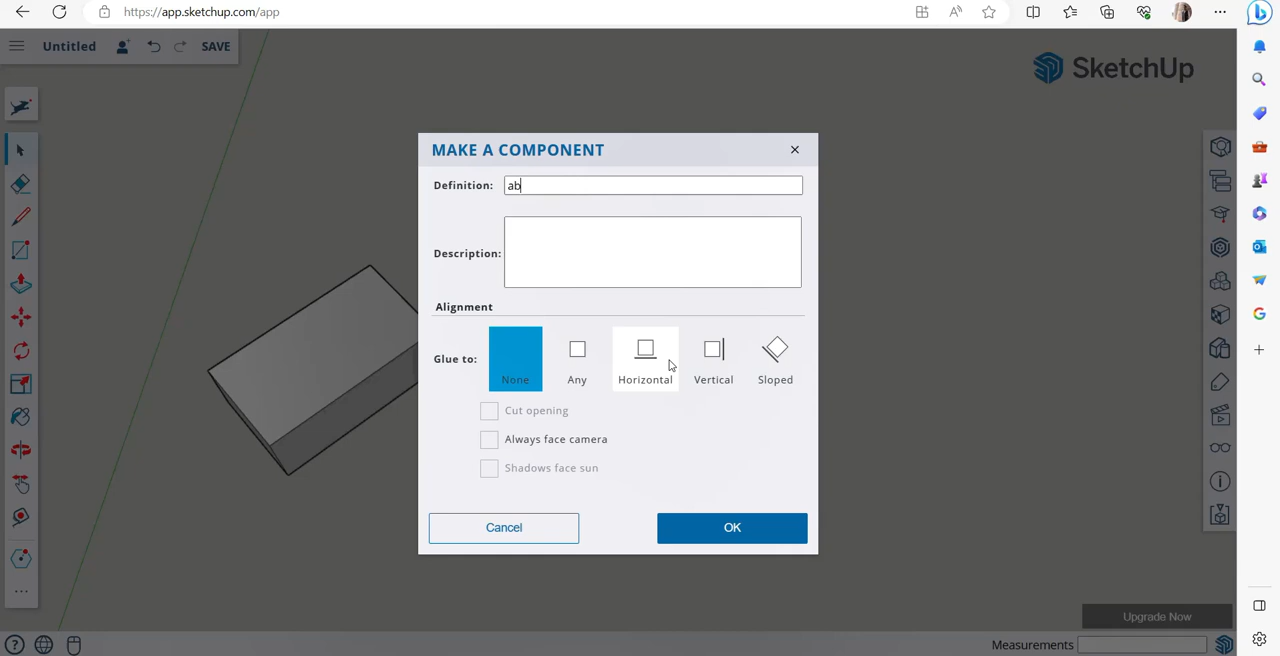 https://app.sketchup.com/app
Untitled
SAVE
SketchUp
MAKE A COMPONENT
Definition: ab
Description:
Alignment
Glue to:
None
Any
Horizontal
Vertical
Sloped
Cut opening
Always face camera
Shadows face sun
Cancel
OK
Upgrade Now
Measurements